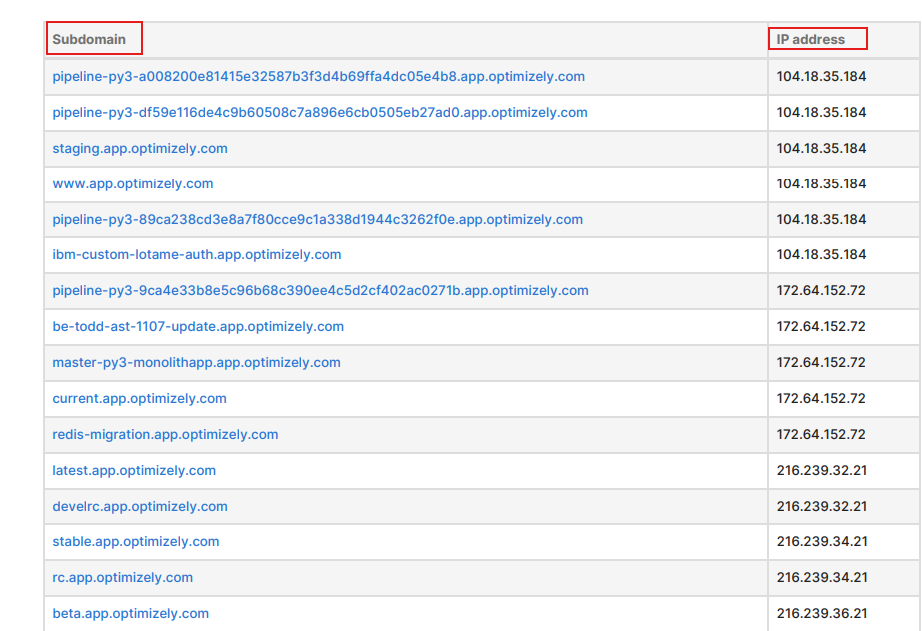 Subdomain IP address
pipeline-py3-a008200e81415e32587b3f3d4b69ffa4dc05e4b8.app.optimizely.com 104.18.35.184
pipeline-py3-df59e116de4c9b60508c7a896e6cb0505eb27ad0.app.optimizely.com 104.18.35.184
staging.app.optimizely.com 104.18.35.184
www.app.optimizely.com 104.18.35.184
pipeline-py3-89ca238cd3e8a7f80cce9c1a338d1944c3262f0e.app.optimizely.com 104.18.35.184
ibm-custom-lotame-auth.app.optimizely.com 104.18.35.184
pipeline-py3-9ca4e33b8e5c96b68c390ee4c5d2cf402ac0271b.app.optimizely.com 172.64.152.72
be-todd-ast-1107-update.app.optimizely.com 172.64.152.72
master-py3-monolithapp.app.optimizely.com 172.64.152.72
current.app.optimizely.com 172.64.152.72
redis-migration.app.optimizely.com 172.64.152.72
latest.app.optimizely.com 216.239.32.21
develrc.app.optimizely.com 216.239.32.21
stable.app.optimizely.com 216.239.34.21
rc.app.optimizely.com 216.239.34.21
beta.app.optimizely.com 216.239.36.21